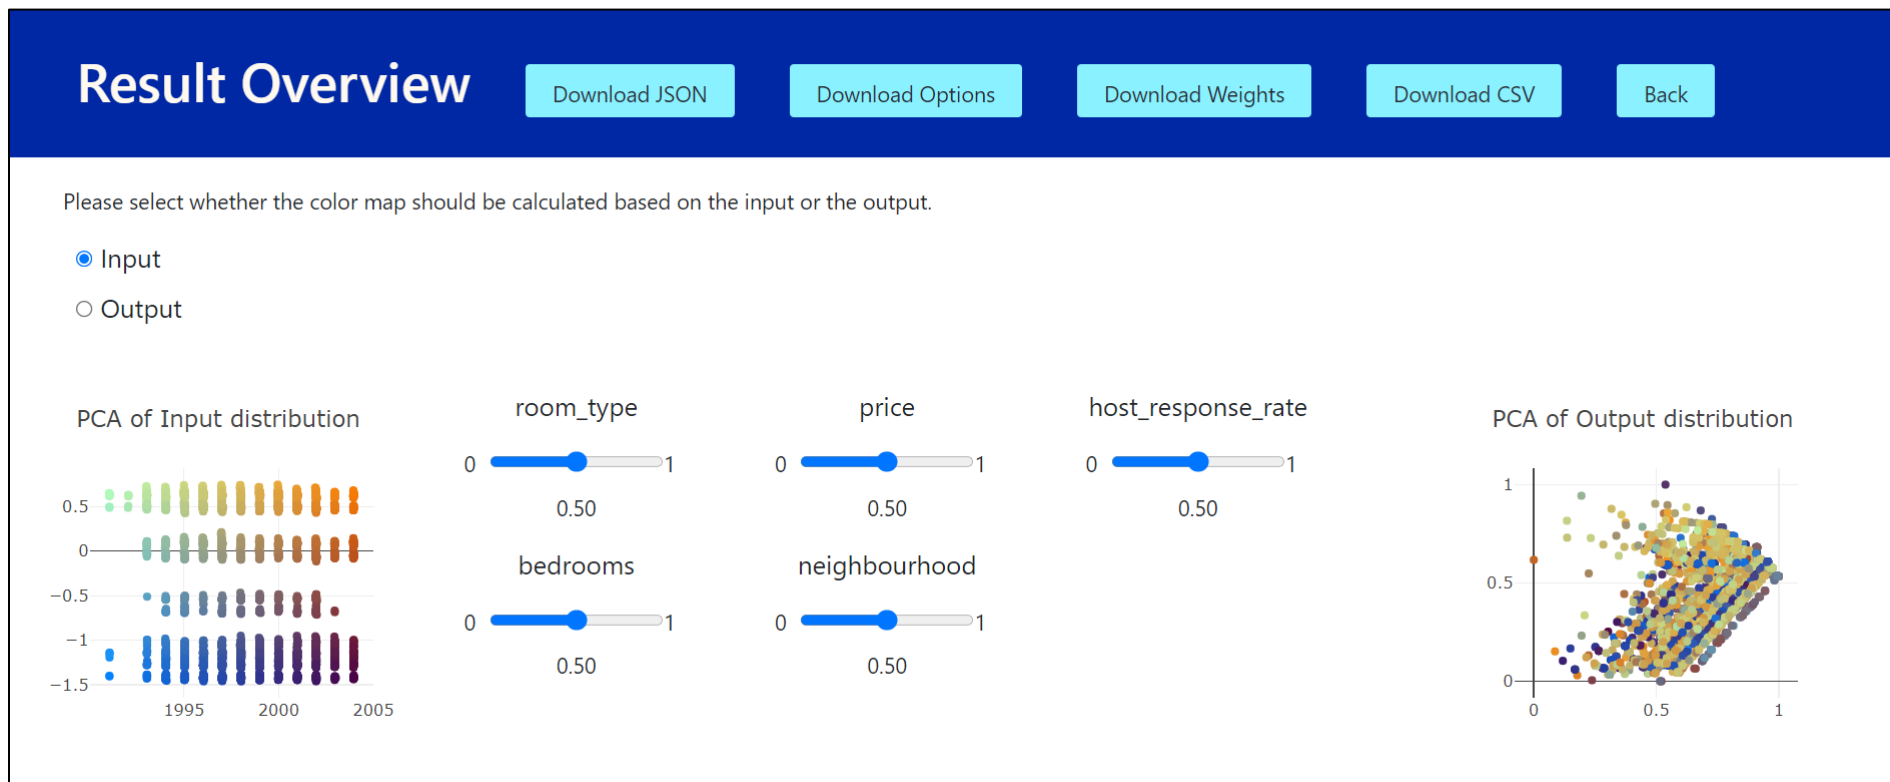 Result Overview
Download JSON
Download Options
Download Weights
Download CSV
Back
Please select whether the color map should be calculated based on the input or the output.
Input
Output
PCA of Input distribution
0.5
0
−0.5
−1
−1.5
1995 2000 2005
room_type
0 1
0.50
price
0 1
0.50
host_response_rate
0 1
0.50
bedrooms
0 1
0.50
neighbourhood
0 1
0.50
PCA of Output distribution
1
0.5
0
0 0.5 1